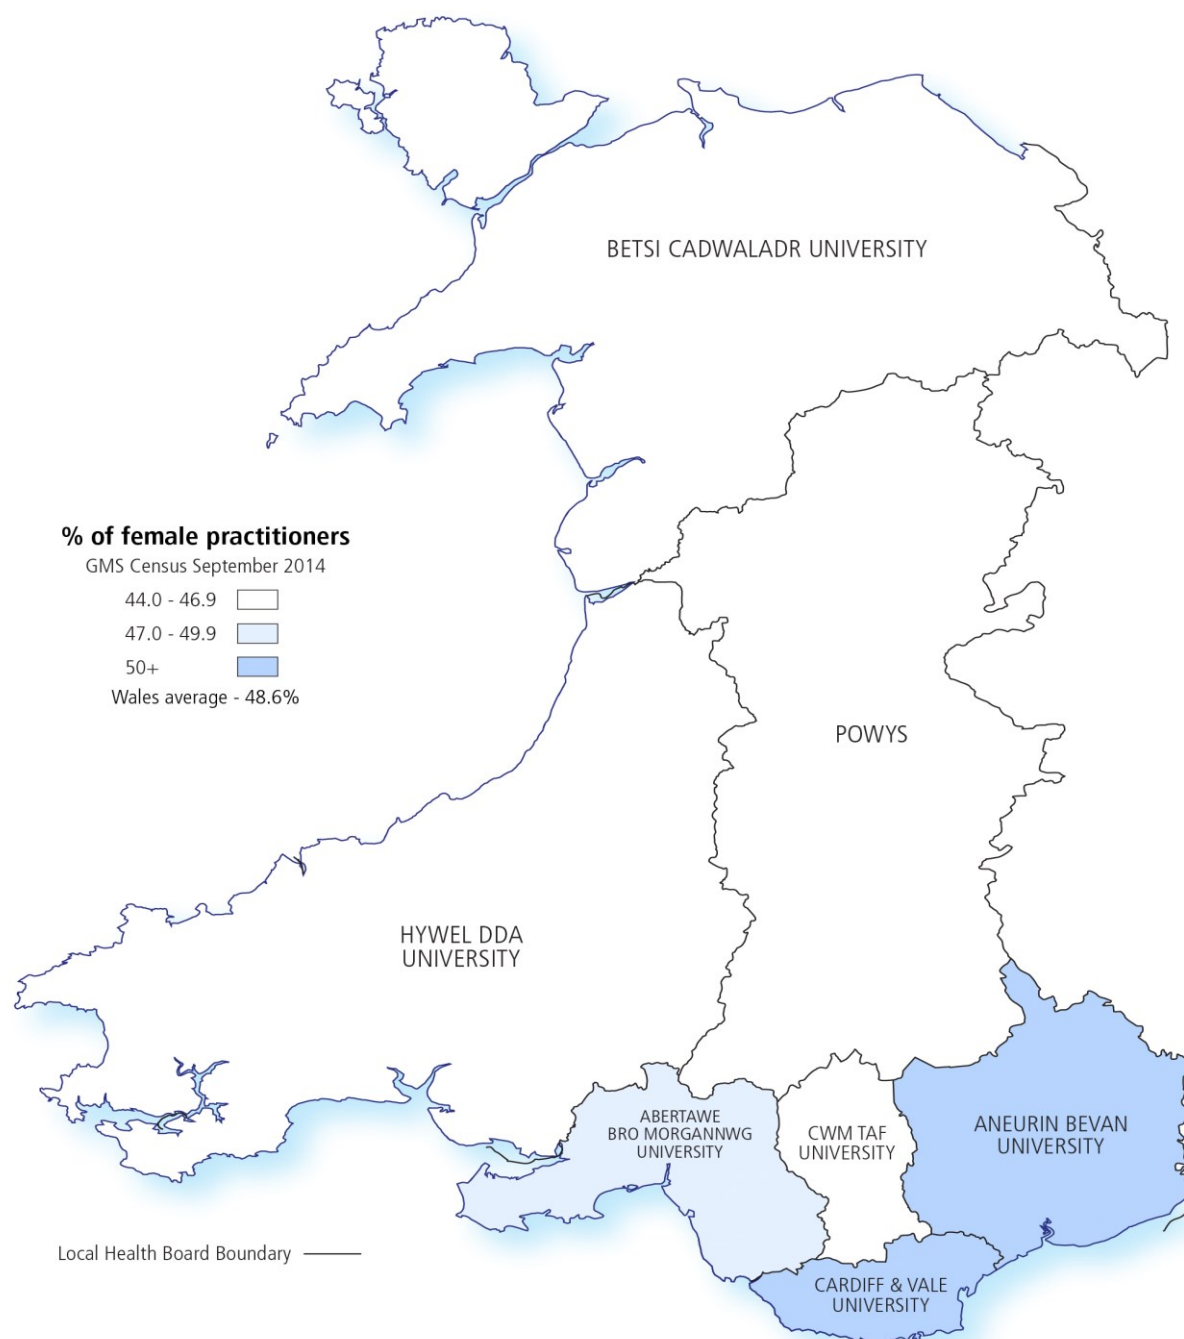 BETSI CADWALADR UNIVERSITY
% of female practitioners
GMS Census September 2014
44.0 - 46.9
47.0 - 49.9
50+
Wales average - 48.6%
POWYS
HYWEL DDA
UNIVERSITY
ABERTAWE
BRO MORGANNWG
UNIVERSITY
CWM TAF
UNIVERSITY
ANEURIN BEVAN
UNIVERSITY
Local Health Board Boundary
CARDIFF & VALE
UNIVERSITY